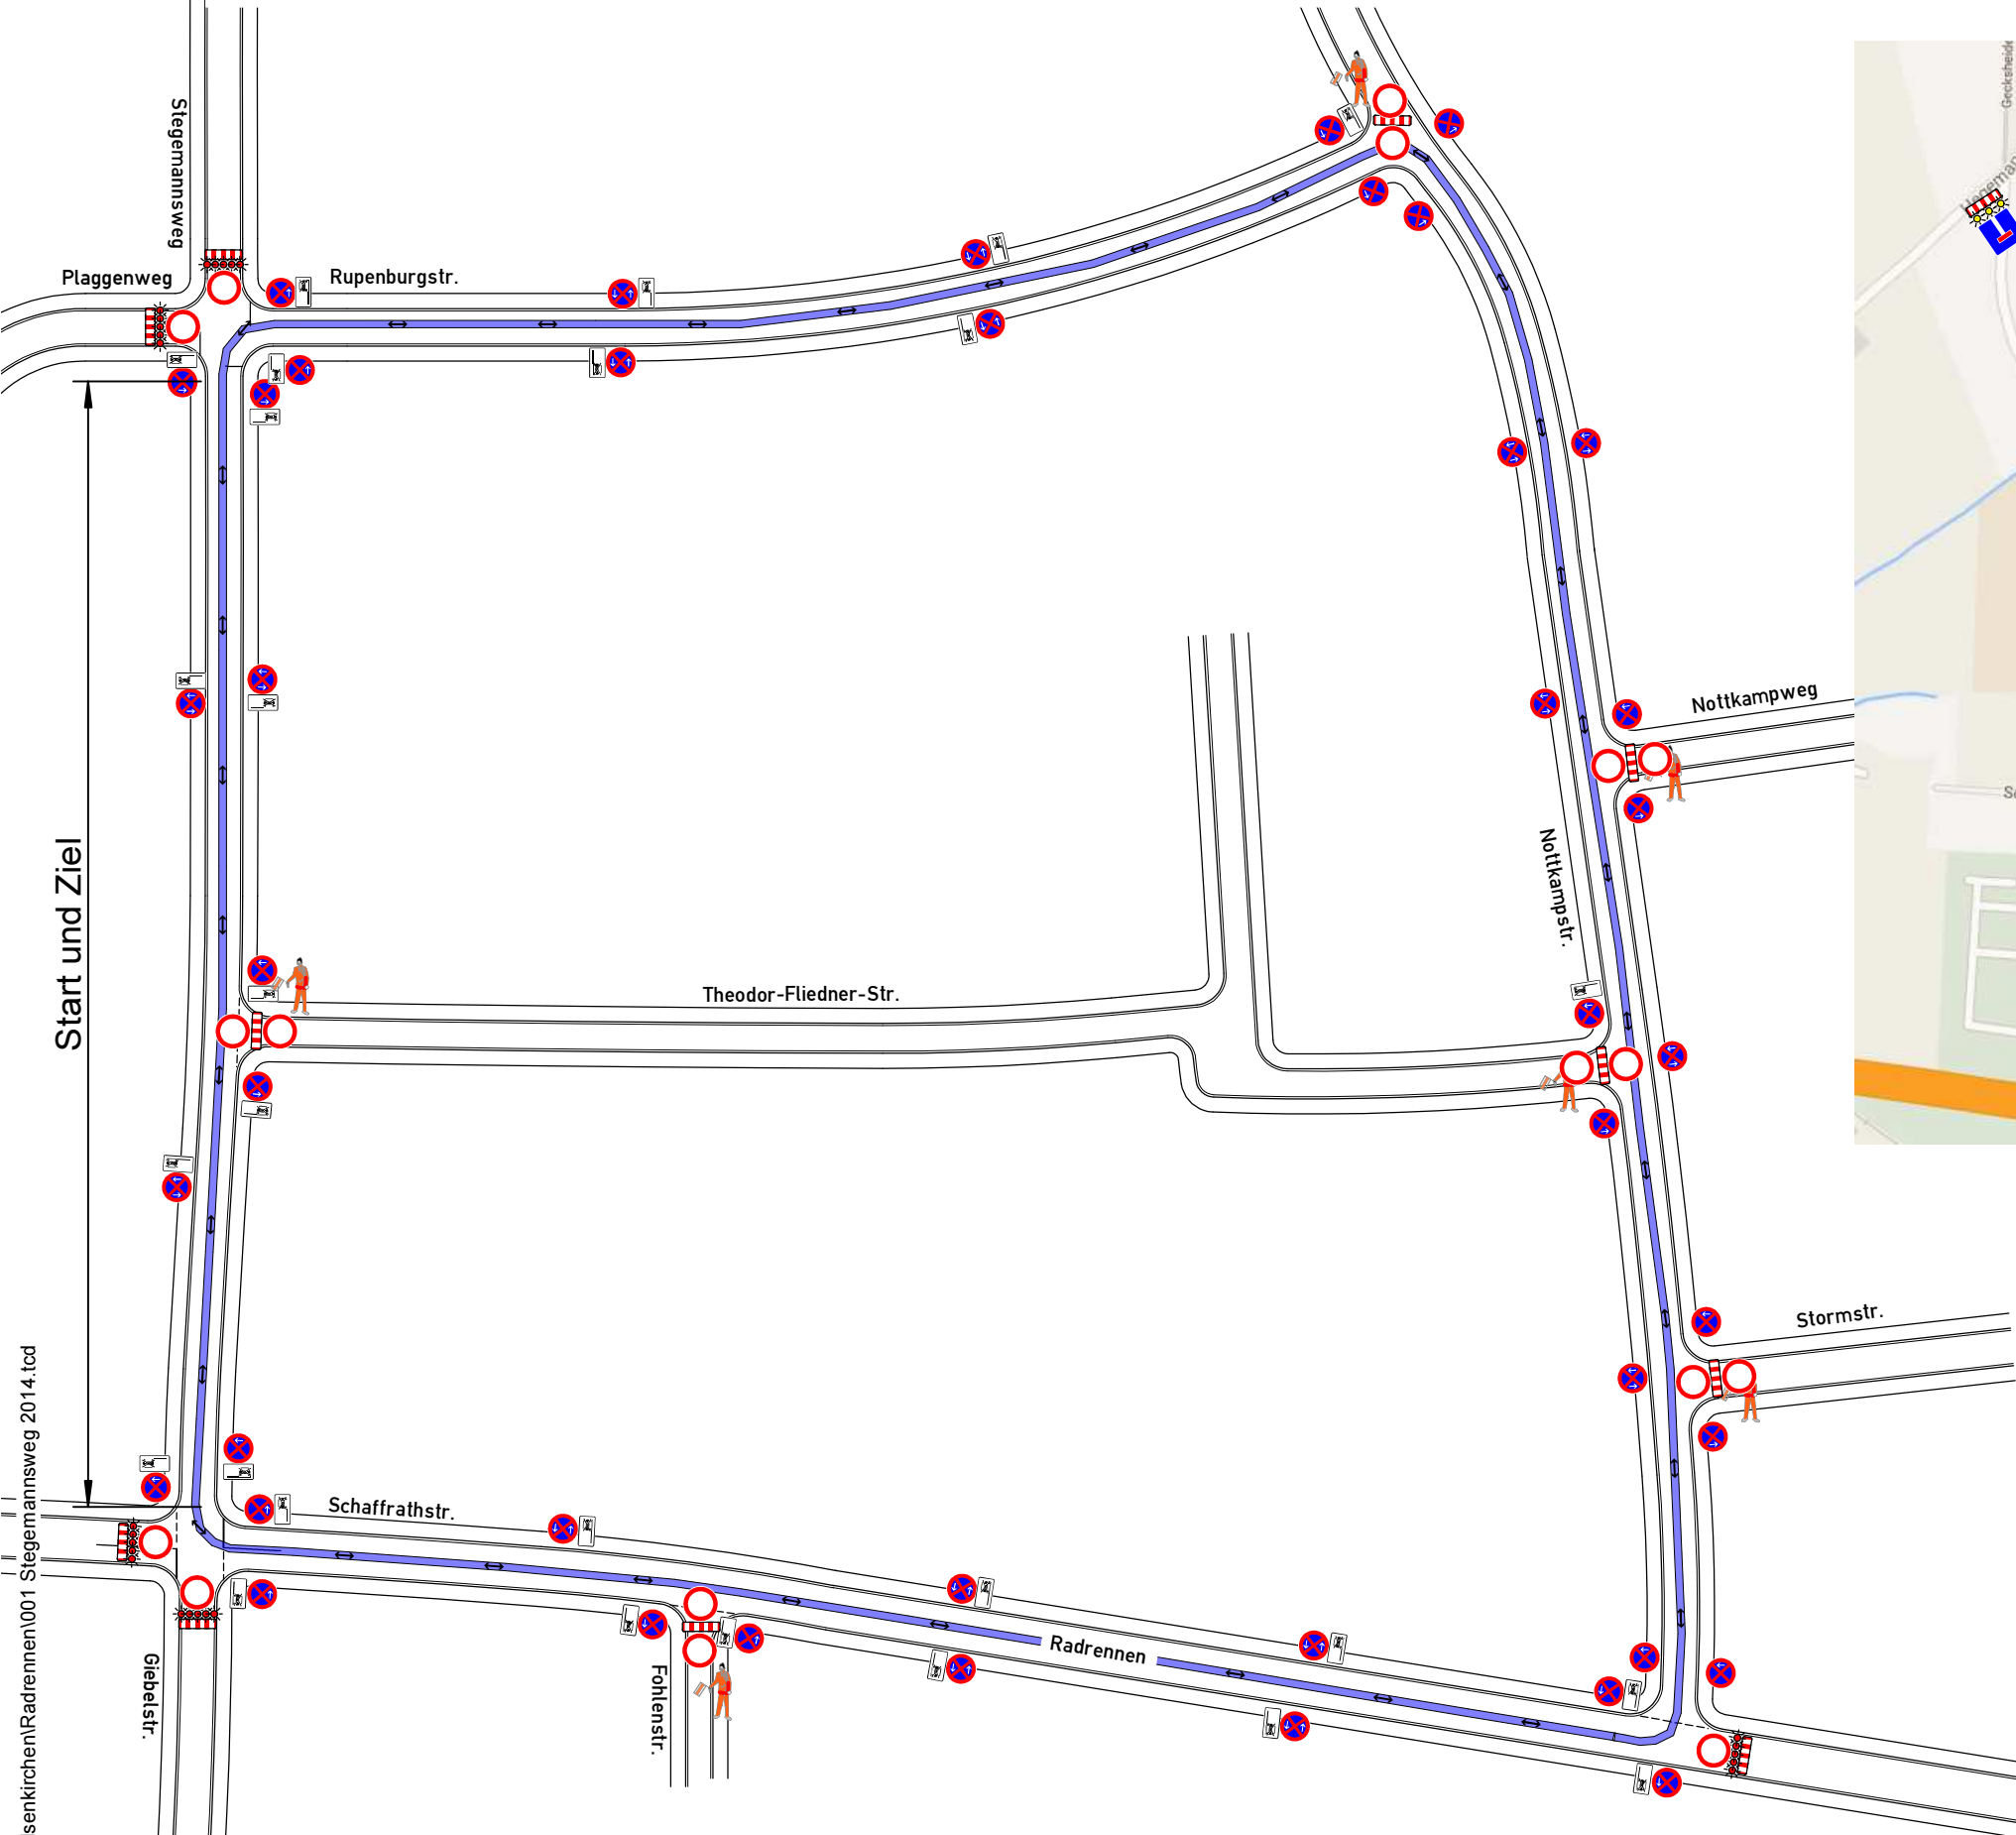 Stegemannsweg
Plaggenweg
Rupenburgstr.
Nottkampweg
Nottkampstr.
Start und Ziel
Theodor-Fliedner-Str.
Stormstr.
Schaffrathstr.
Radrennen
Giebelstr.
Fohlenstr.
lsenkirchen\Radrennen\001 Stegemannsweg 2014.tcd